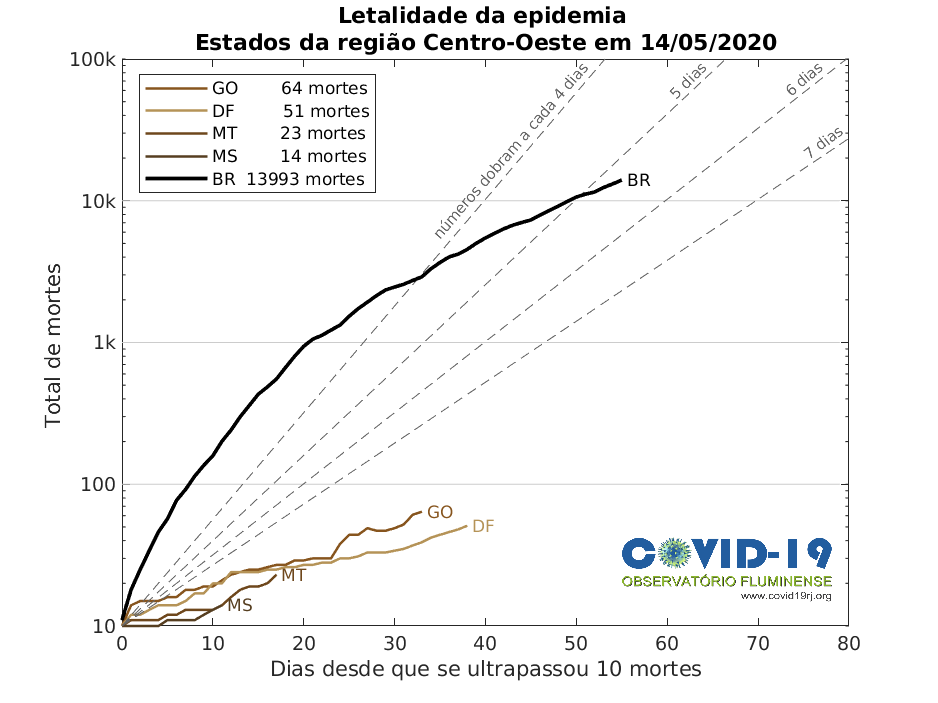 Letalidade da epidemia
Estados da região Centro-Oeste em 14/05/2020
100k
10k
1k
100
10
Total de mortes
GO 64 mortes
DF 51 mortes
MT 23 mortes
MS 14 mortes
BR 13993 mortes
números dobram a cada 4 dias
5 dias
6 dias
7 dias
BR
GO
DF
MT
MS
COVID-19
OBSERVATÓRIO FLUMINENSE
www.covid19rj.org
0 10 20 30 40 50 60 70 80
Dias desde que se ultrapassou 10 mortes